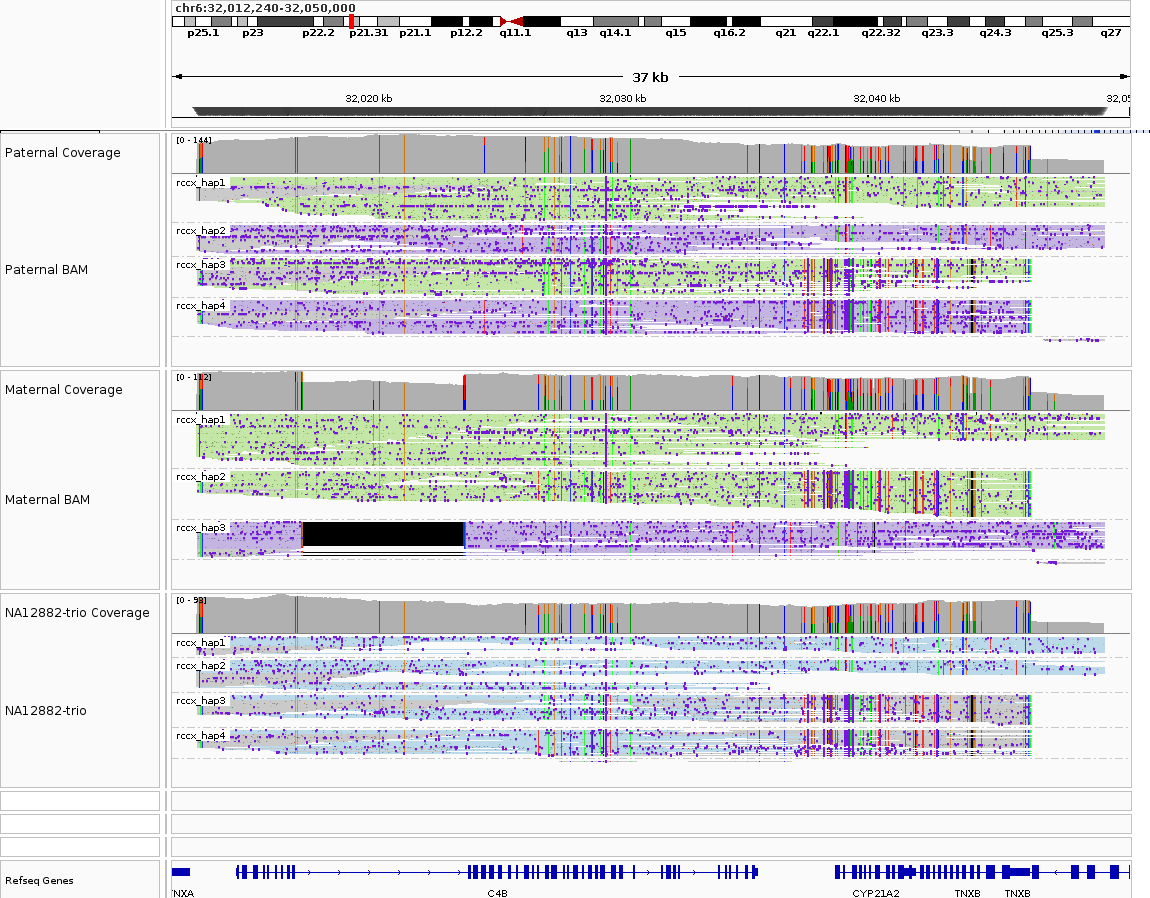 chr6:32,012,240-32,050,000
p25.1 p23 p22.2 p21.31 p21.1 p12.2 q11.1 q13 q14.1 q15 q16.2 q21 q22.1 q22.32 q23.3 q24.3 q25.3 q27
37 kb
32,020 kb 32,030 kb 32,040 kb 32,05
Paternal Coverage
[0 - 144]
rccx_hap1
rccx_hap2
Paternal BAM
rccx_hap3
rccx_hap4
Maternal Coverage
[0 - 112]
rccx_hap1
rccx_hap2
Maternal BAM
rccx_hap3
NA12882-trio Coverage
rccx_hap1
rccx_hap2
rccx_hap3
NA12882-trio
rccx_hap4
Refseq Genes
NXA C4B CYP21A2 TNXB TNXB